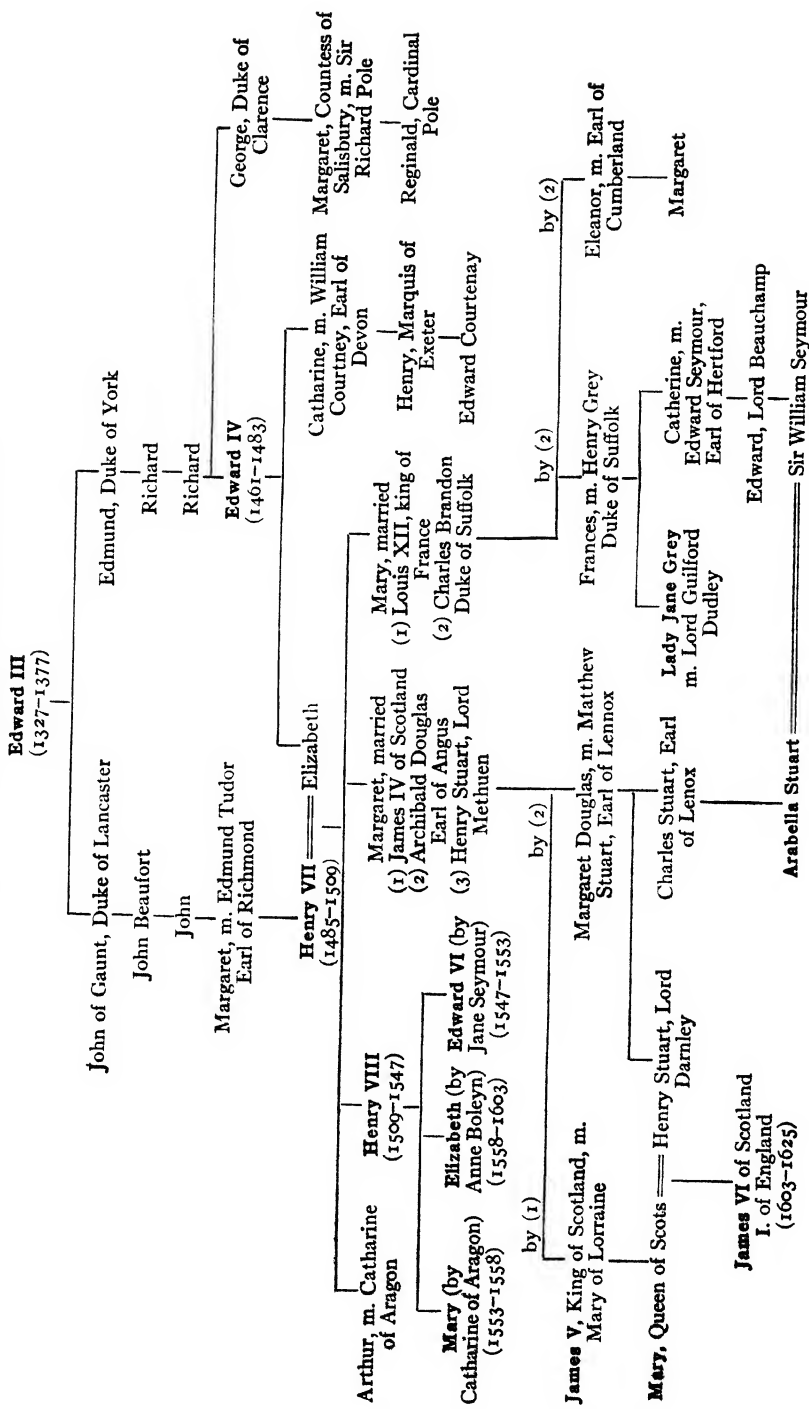 Edward III
(1327–1377)
John of Gaunt, Duke of Lancaster
Edmund, Duke of York
John Beaufort
Richard
John
Richard
Margaret, m. Edmund Tudor
Earl of Richmond
Edward IV
(1461–1483)
George, Duke of
Clarence
Henry VII
(1485–1509)
Elizabeth
Catharine, m. William
Courtney, Earl of
Devon
Margaret, Countess of
Salisbury, m. Sir
Richard Pole
Henry, Marquis of
Exeter
Reginald, Cardinal
Pole
Edward Courtenay
Arthur, m. Catharine
of Aragon
Henry VIII
(1509–1547)
Margaret, married
(1) James IV of Scotland
(2) Archibald Douglas
Earl of Angus
(3) Henry Stuart, Lord
Methuen
Mary, married
(1) Louis XII, king of
France
(2) Charles Brandon
Duke of Suffolk
Mary (by
Catharine of Aragon)
(1553–1558)
Elizabeth (by
Anne Boleyn)
(1558–1603)
Edward VI (by
Jane Seymour)
(1547–1553)
by (1)
by (2)
by (2)
by (2)
James V, King of Scotland, m.
Mary of Lorraine
Margaret Douglas, m. Matthew
Stuart, Earl of Lennox
Frances, m. Henry Grey
Duke of Suffolk
Eleanor, m. Earl of
Cumberland
Mary, Queen of Scots
Henry Stuart, Lord
Darnley
Charles Stuart, Earl
of Lenox
Lady Jane Grey
m. Lord Guilford
Dudley
Catherine, m.
Edward Seymour,
Earl of Hertford
Margaret
Edward, Lord Beauchamp
James VI of Scotland
I. of England
(1603–1625)
Arabella Stuart
Sir William Seymour